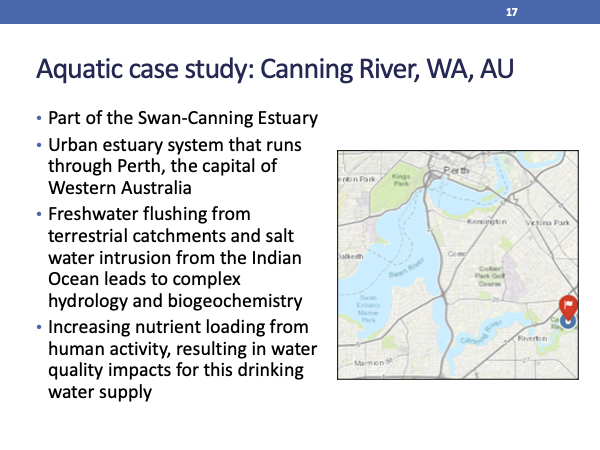 17
Aquatic case study: Canning River, WA, AU
• Part of the Swan-Canning Estuary
• Urban estuary system that runs
through Perth, the capital of
Western Australia
• Freshwater flushing from
terrestrial catchments and salt
water intrusion from the Indian
Ocean leads to complex
hydrology and biogeochemistry
• Increasing nutrient loading from
human activity, resulting in water
quality impacts for this drinking
water supply
Perth
enton Park
Kings
Park
Kensington
Victoria Park
Dalkeith
Como
Swan River
Collier
Park Golf
Course
Swan
Estuary
Marine
Park
26
Canning River
Riverton
Marmion